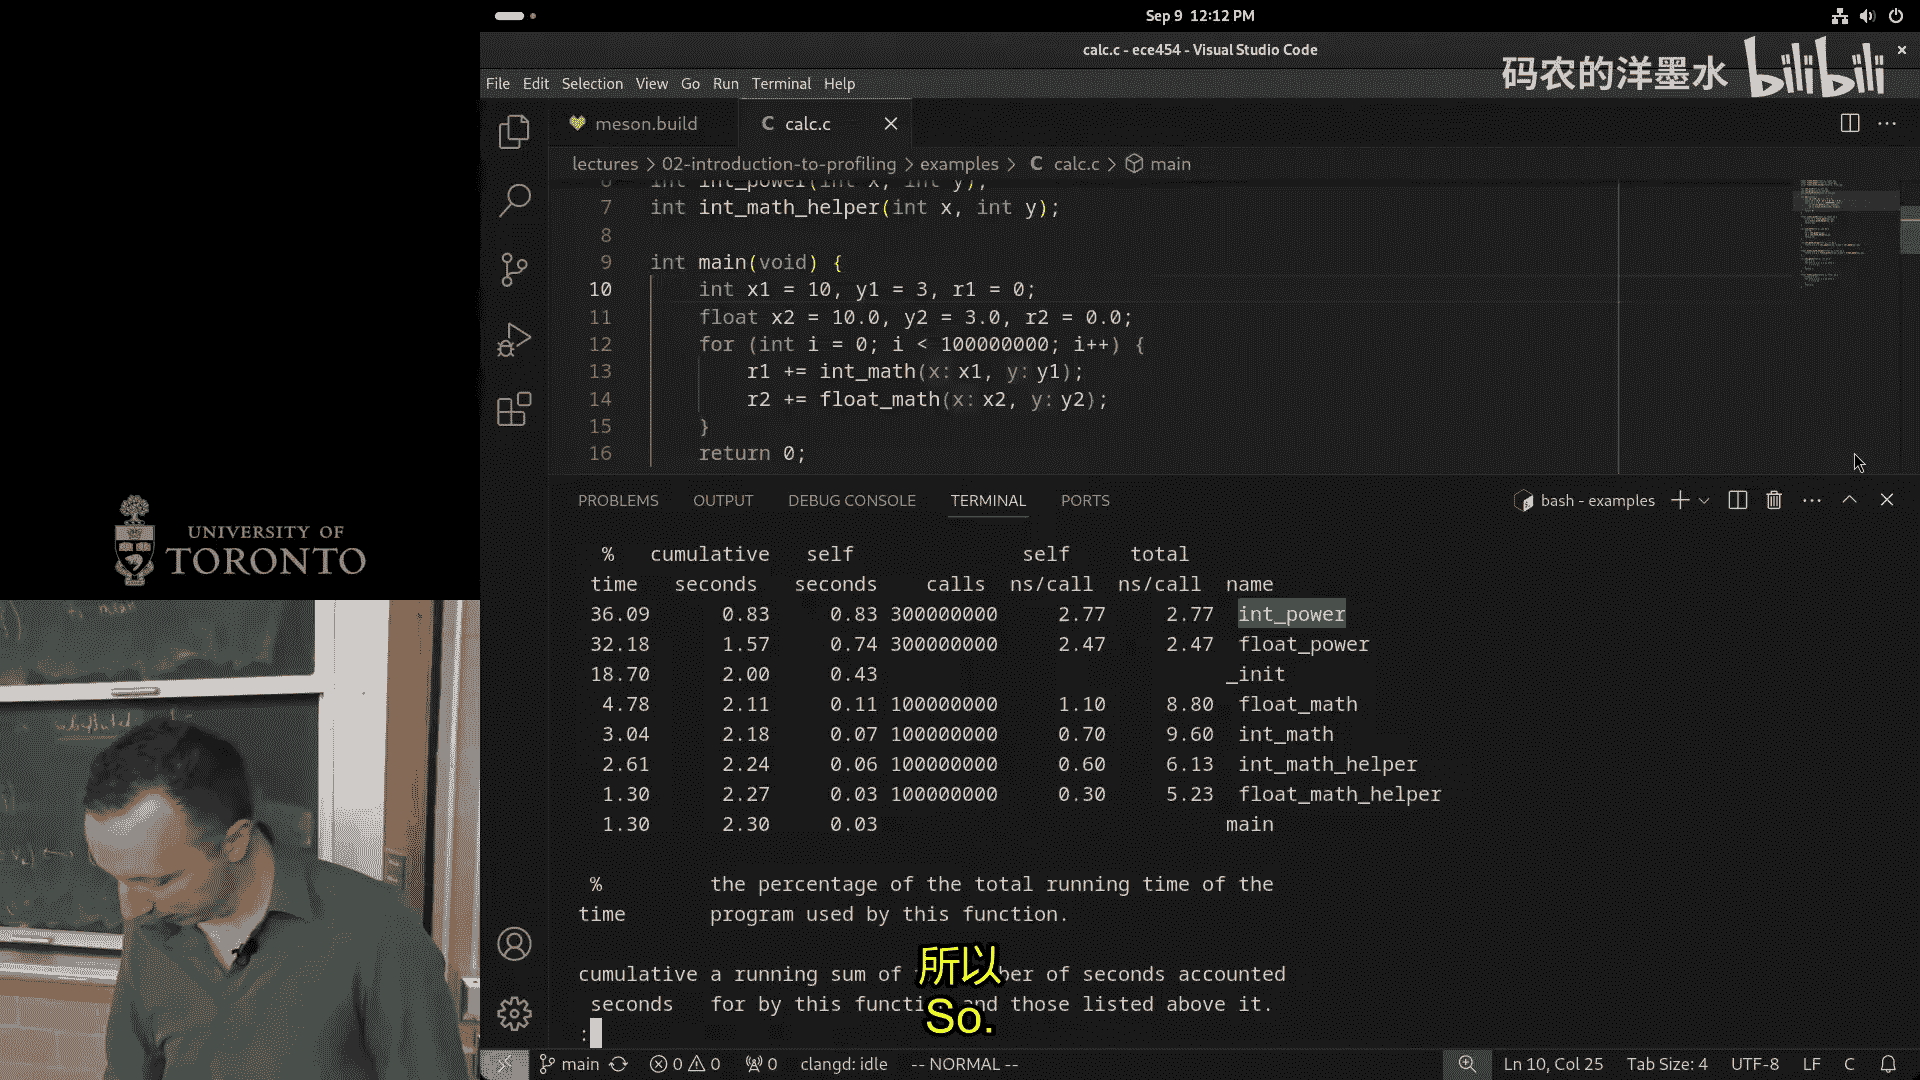 Sep 9 12:12 PM
calc.c - ece454 - Visual Studio Code
码农的洋墨水 bilibili
File Edit Selection View Go Run Terminal Help
meson.build
C calc.c
lectures > 02-introduction-to-profiling > examples > C calc.c > main
6 int int_power(int x, int y);
7 int int_math_helper(int x, int y);
8
9 int main(void) {
10 int x1 = 10, y1 = 3, r1 = 0;
11 float x2 = 10.0, y2 = 3.0, r2 = 0.0;
12 for (int i = 0; i < 100000000; i++) {
13 r1 += int_math(x: x1, y: y1);
14 r2 += float_math(x: x2, y: y2);
15 }
16 return 0;
PROBLEMS OUTPUT DEBUG CONSOLE TERMINAL PORTS
bash - examples
% cumulative self self total
time seconds seconds calls ns/call ns/call name
36.09 0.83 0.83 300000000 2.77 2.77 int_power
32.18 1.57 0.74 300000000 2.47 2.47 float_power
18.70 2.00 0.43 _init
4.78 2.11 0.11 100000000 1.10 8.80 float_math
3.04 2.18 0.07 100000000 0.70 9.60 int_math
2.61 2.24 0.06 100000000 0.60 6.13 int_math_helper
1.30 2.27 0.03 100000000 0.30 5.23 float_math_helper
1.30 2.30 0.03 main
% the percentage of the total running time of the
time program used by this function.
cumulative a running sum of of seconds accounted
seconds for by this those listed above it.
:
所以
So.
main 0 0 0 clangd: idle -- NORMAL --
Ln 10, Col 25 Tab Size: 4 UTF-8 LF C
UNIVERSITY OF
TORONTO